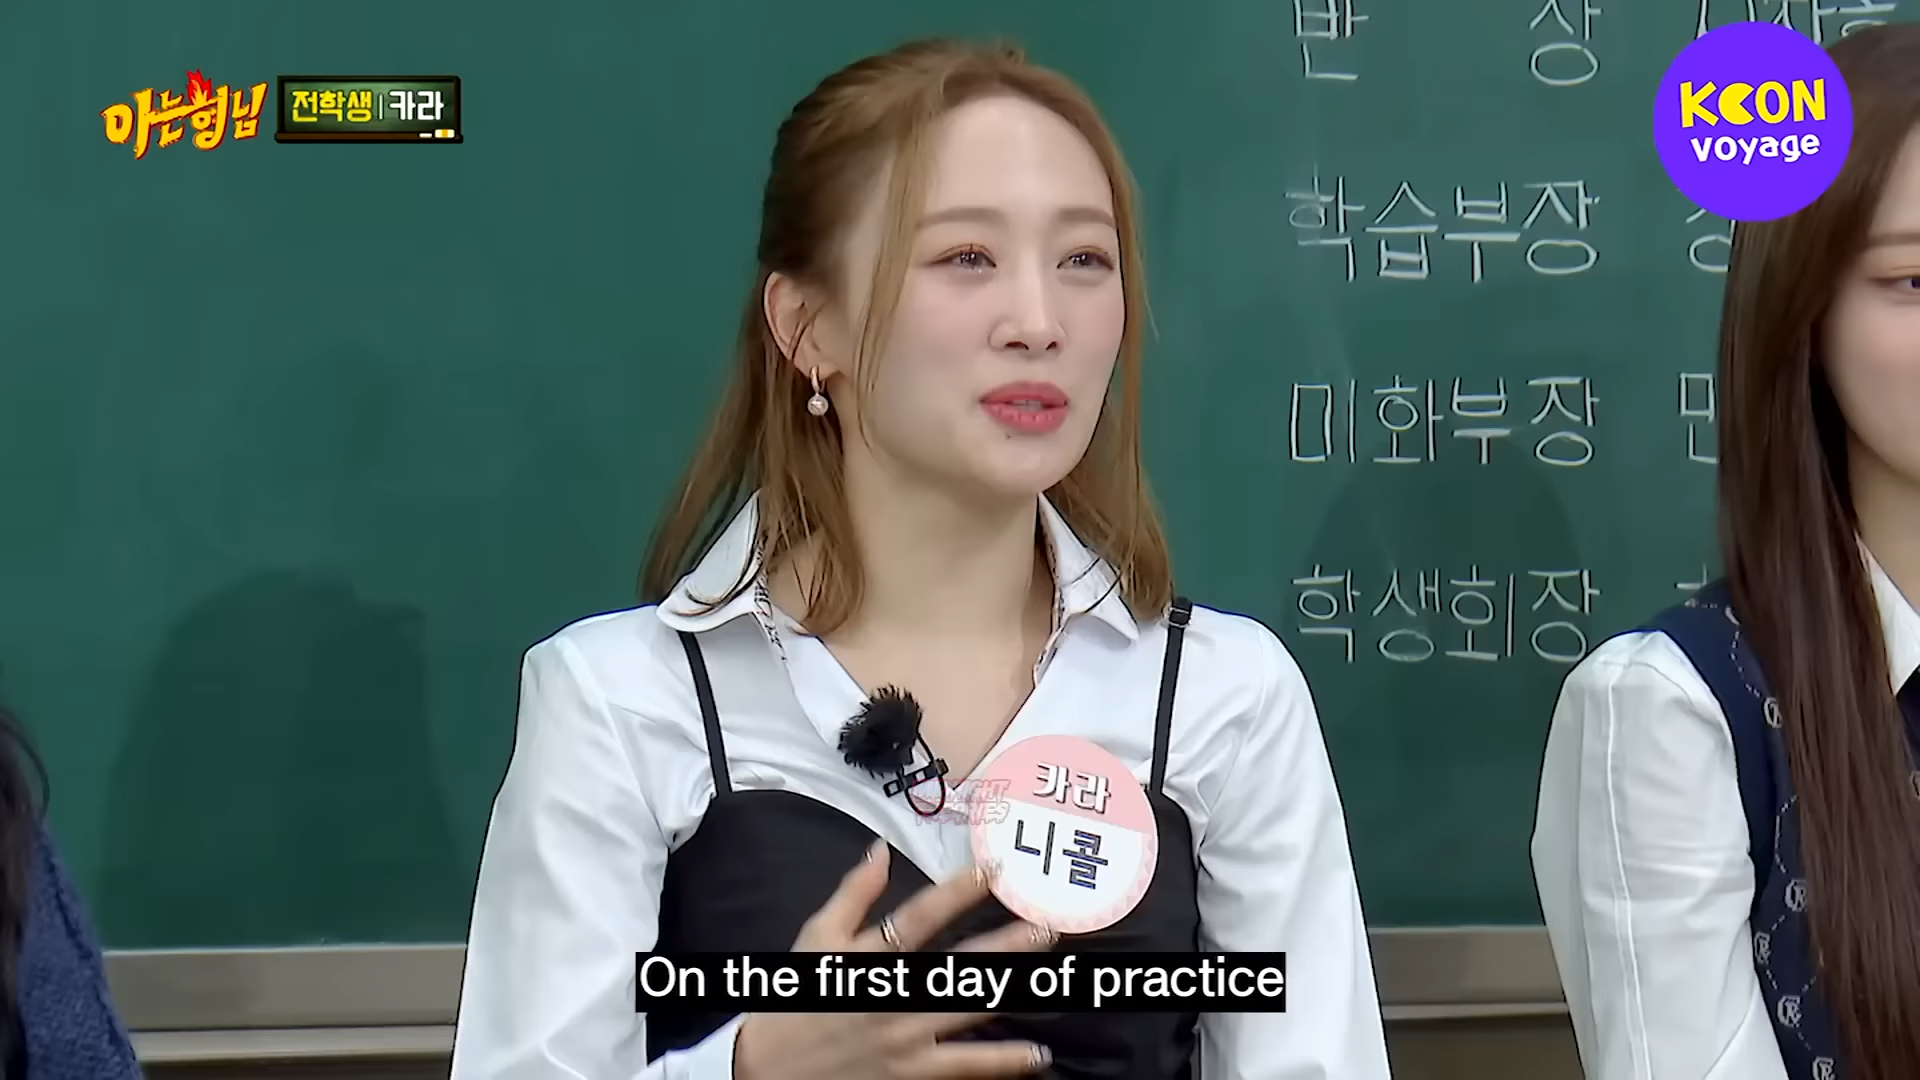 아는형님
전학생 | 카라
KCON
voyage
반 장
학습부장
미화부장
학생회장
카라
니콜
On the first day of practice